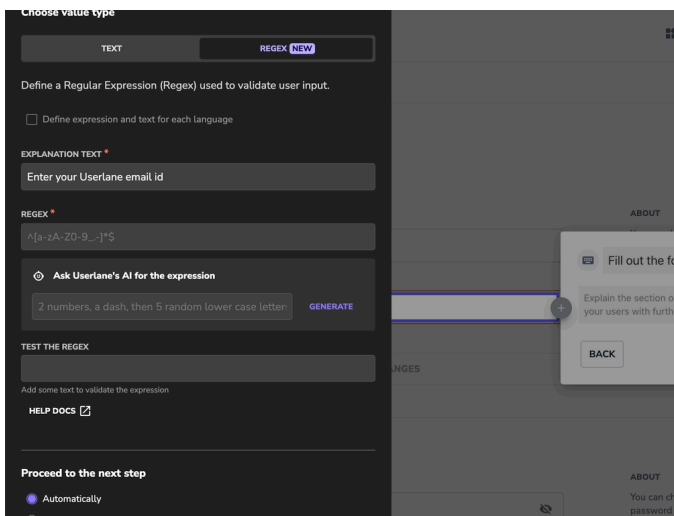 Choose value type
TEXT
REGEX NEW
Define a Regular Expression (Regex) used to validate user input.
Define expression and text for each language
EXPLANATION TEXT *
Enter your Userlane email id
REGEX *
^[a-zA-Z0-9_.-]*$
Ask Userlane's AI for the expression
2 numbers, a dash, then 5 random lower case letter
GENERATE
TEST THE REGEX
Add some text to validate the expression
HELP DOCS
Proceed to the next step
Automatically
ABOUT
Fill out the fo
Explain the section o
your users with furth
BACK
ANGES
ABOUT
You can ch
password